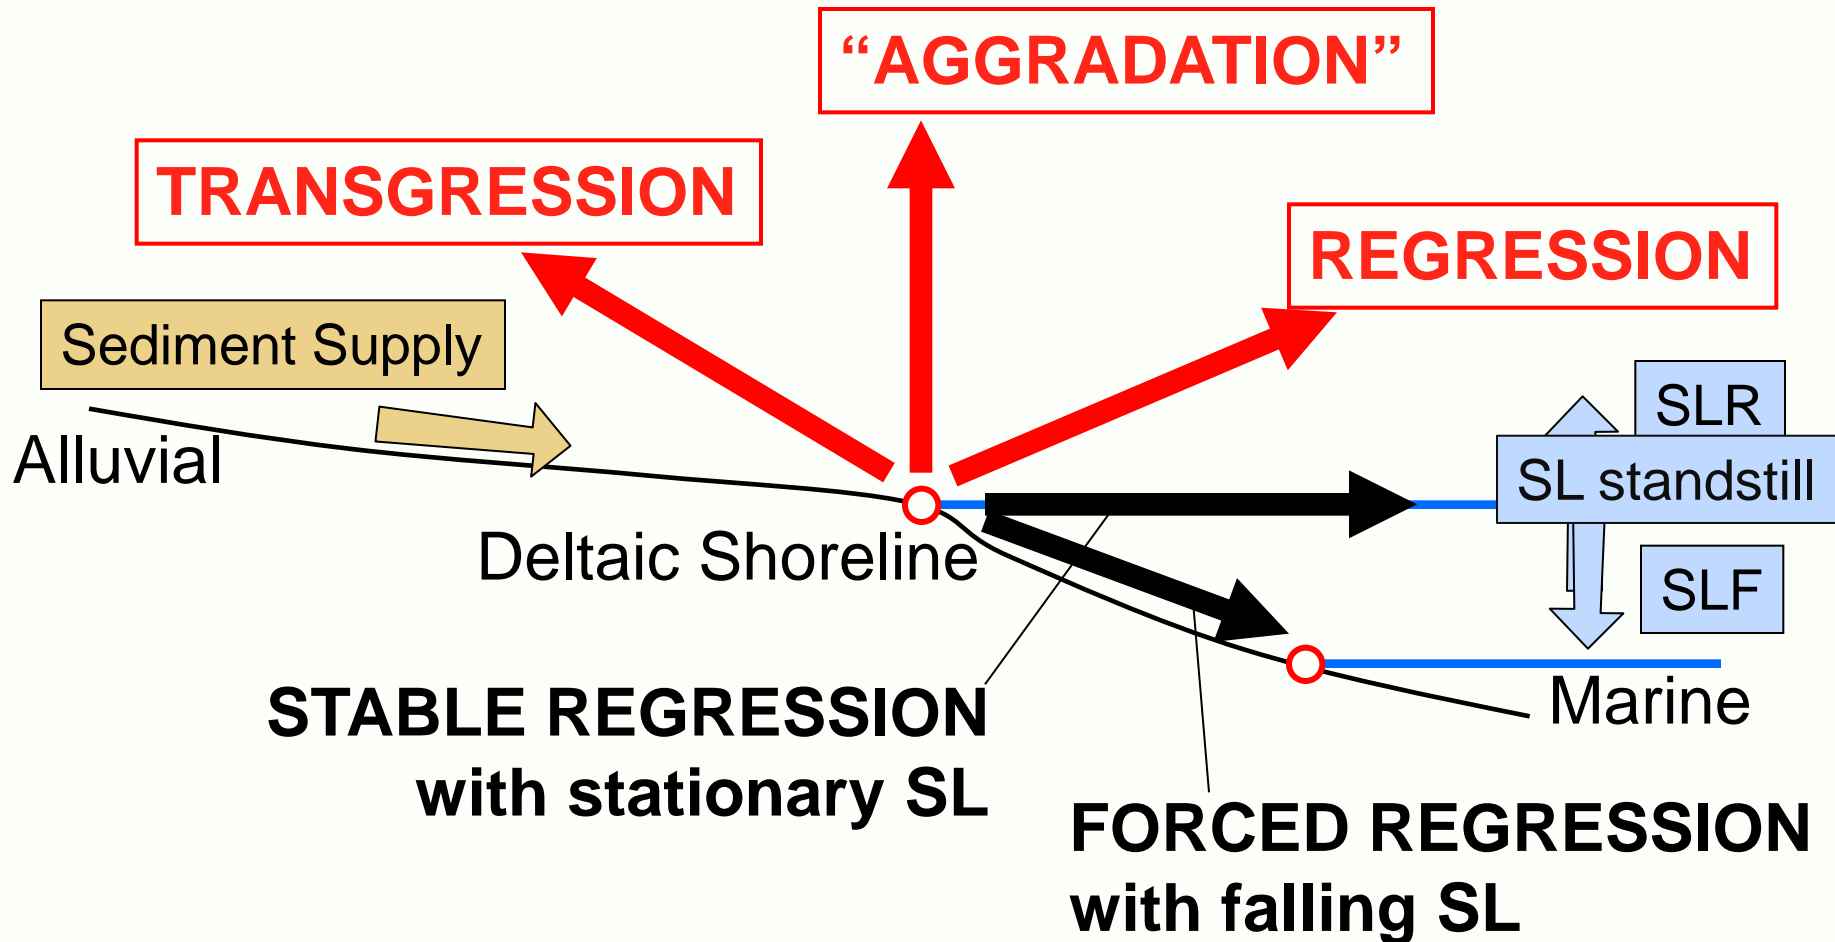 “AGGRADATION”
TRANSGRESSION
REGRESSION
Sediment Supply
SLR
Alluvial
SL standstill
Deltaic Shoreline
SLF
STABLE REGRESSION
with stationary SL
Marine
FORCED REGRESSION
with falling SL